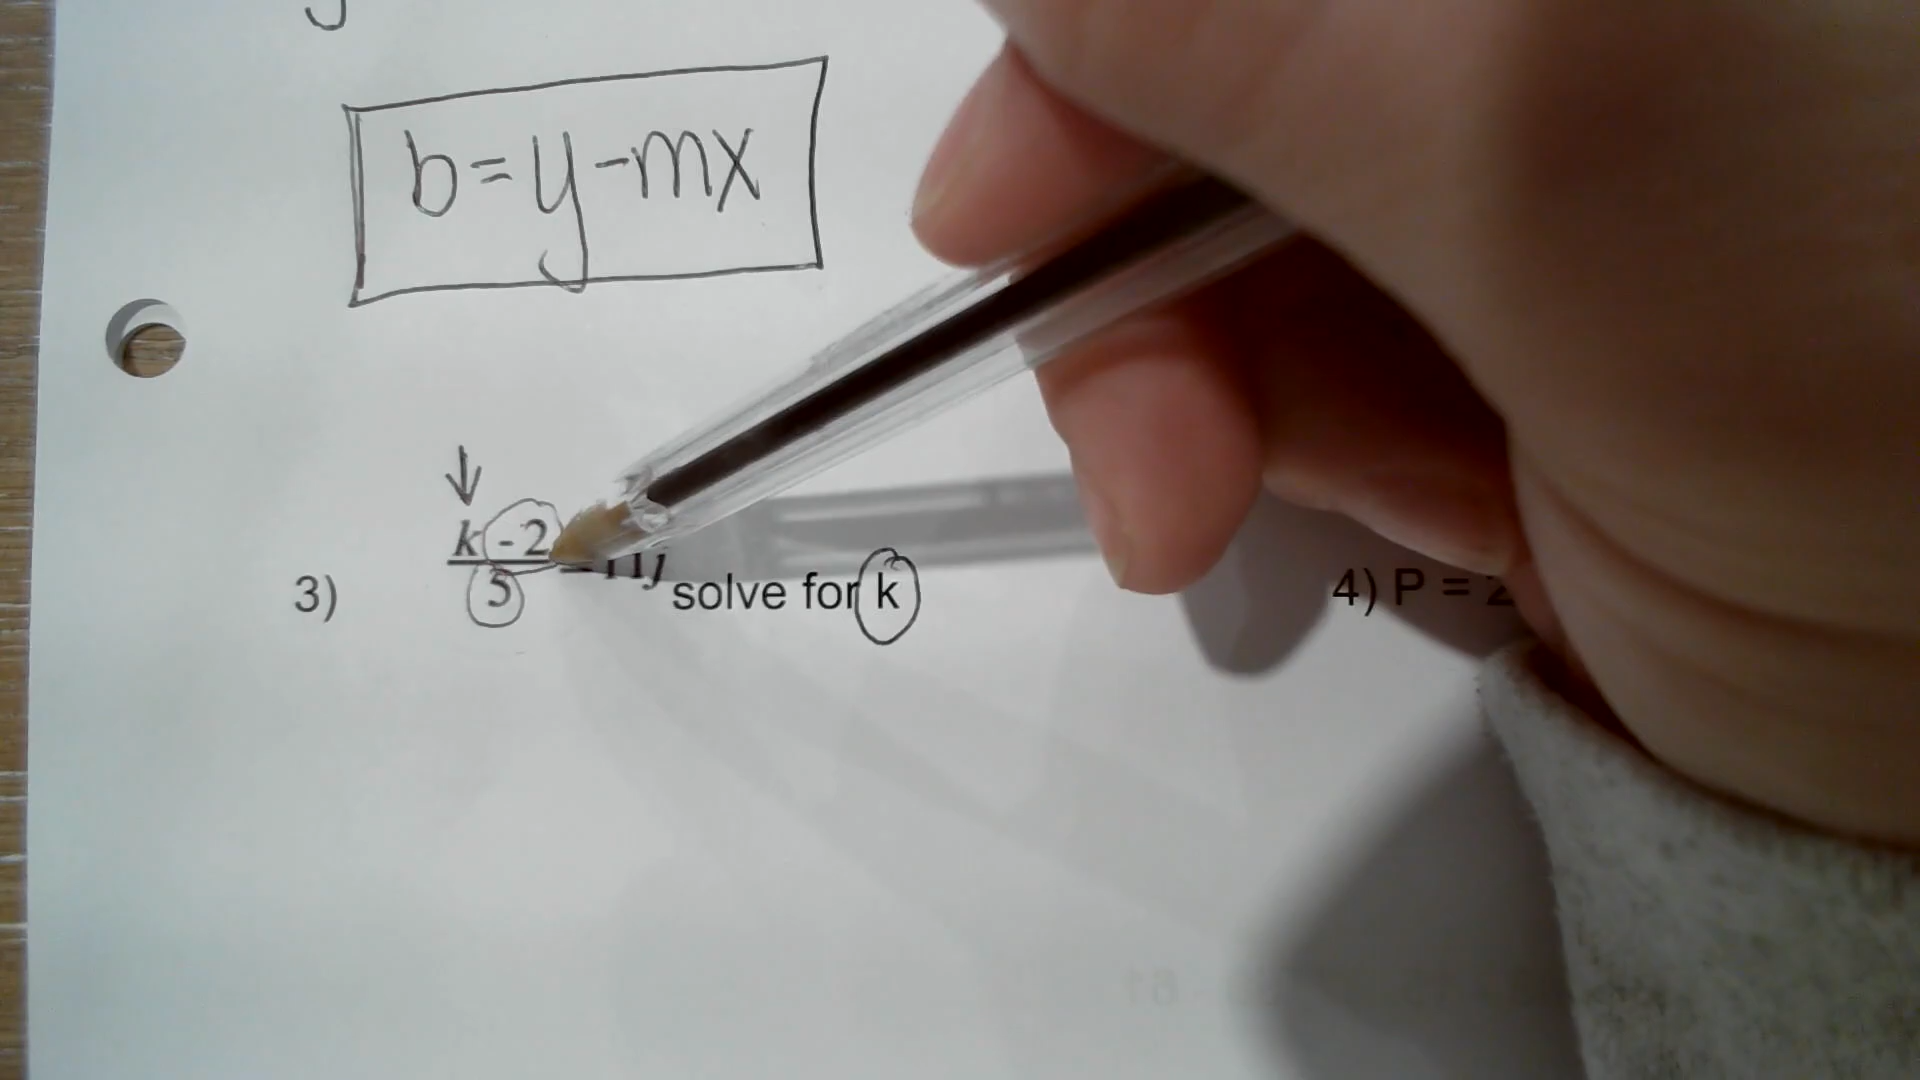 b = y - mx
k - 2
5
3) solve for k
4) P =